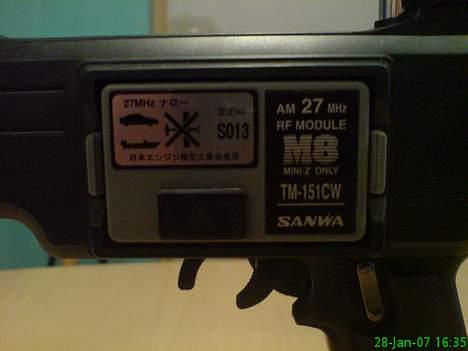 27MHz ナロー
認定No.
S013
日本エンジン模型工業会推奨
AM 27 MHz
RF MODULE
M8
MINI-Z ONLY
TM-151CW
SANWA
28-Jan-07 16:35